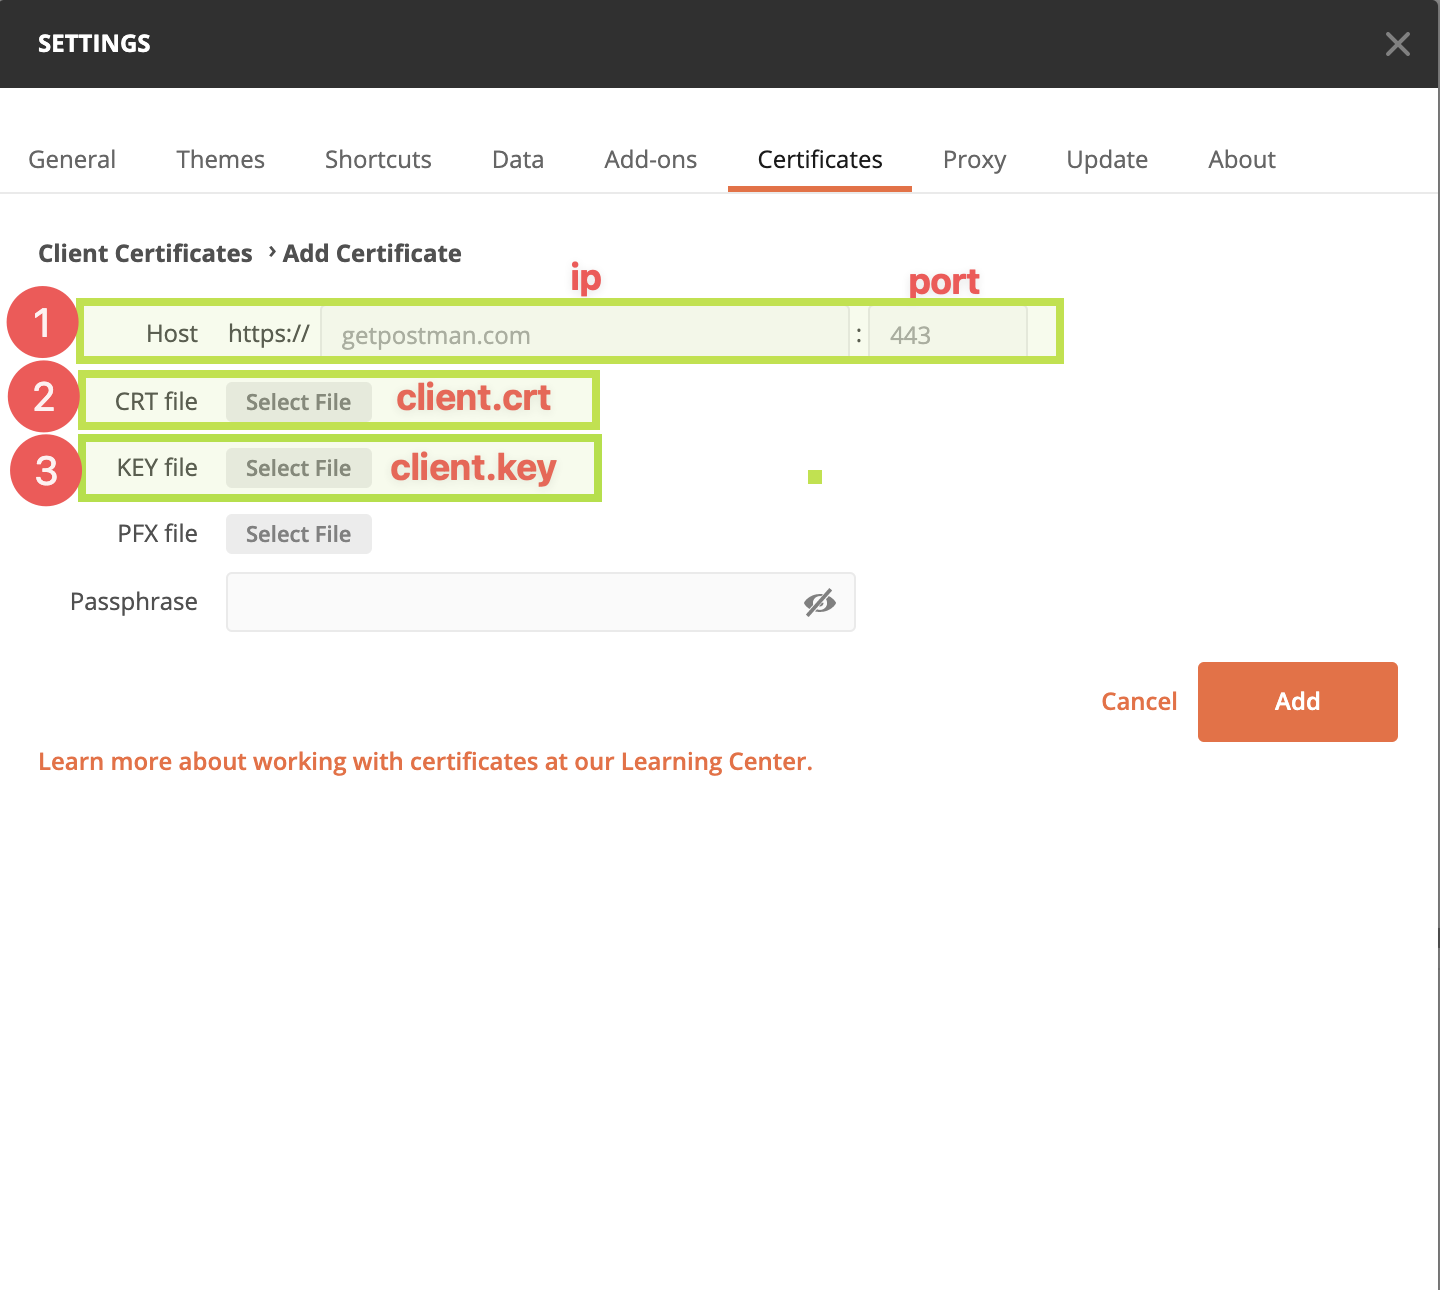 SETTINGS
General Themes Shortcuts Data Add-ons Certificates Proxy Update About
Client Certificates › Add Certificate
ip port
1 Host https:// getpostman.com : 443
2 CRT file Select File client.crt
3 KEY file Select File client.key
PFX file Select File
Passphrase
Cancel Add
Learn more about working with certificates at our Learning Center.